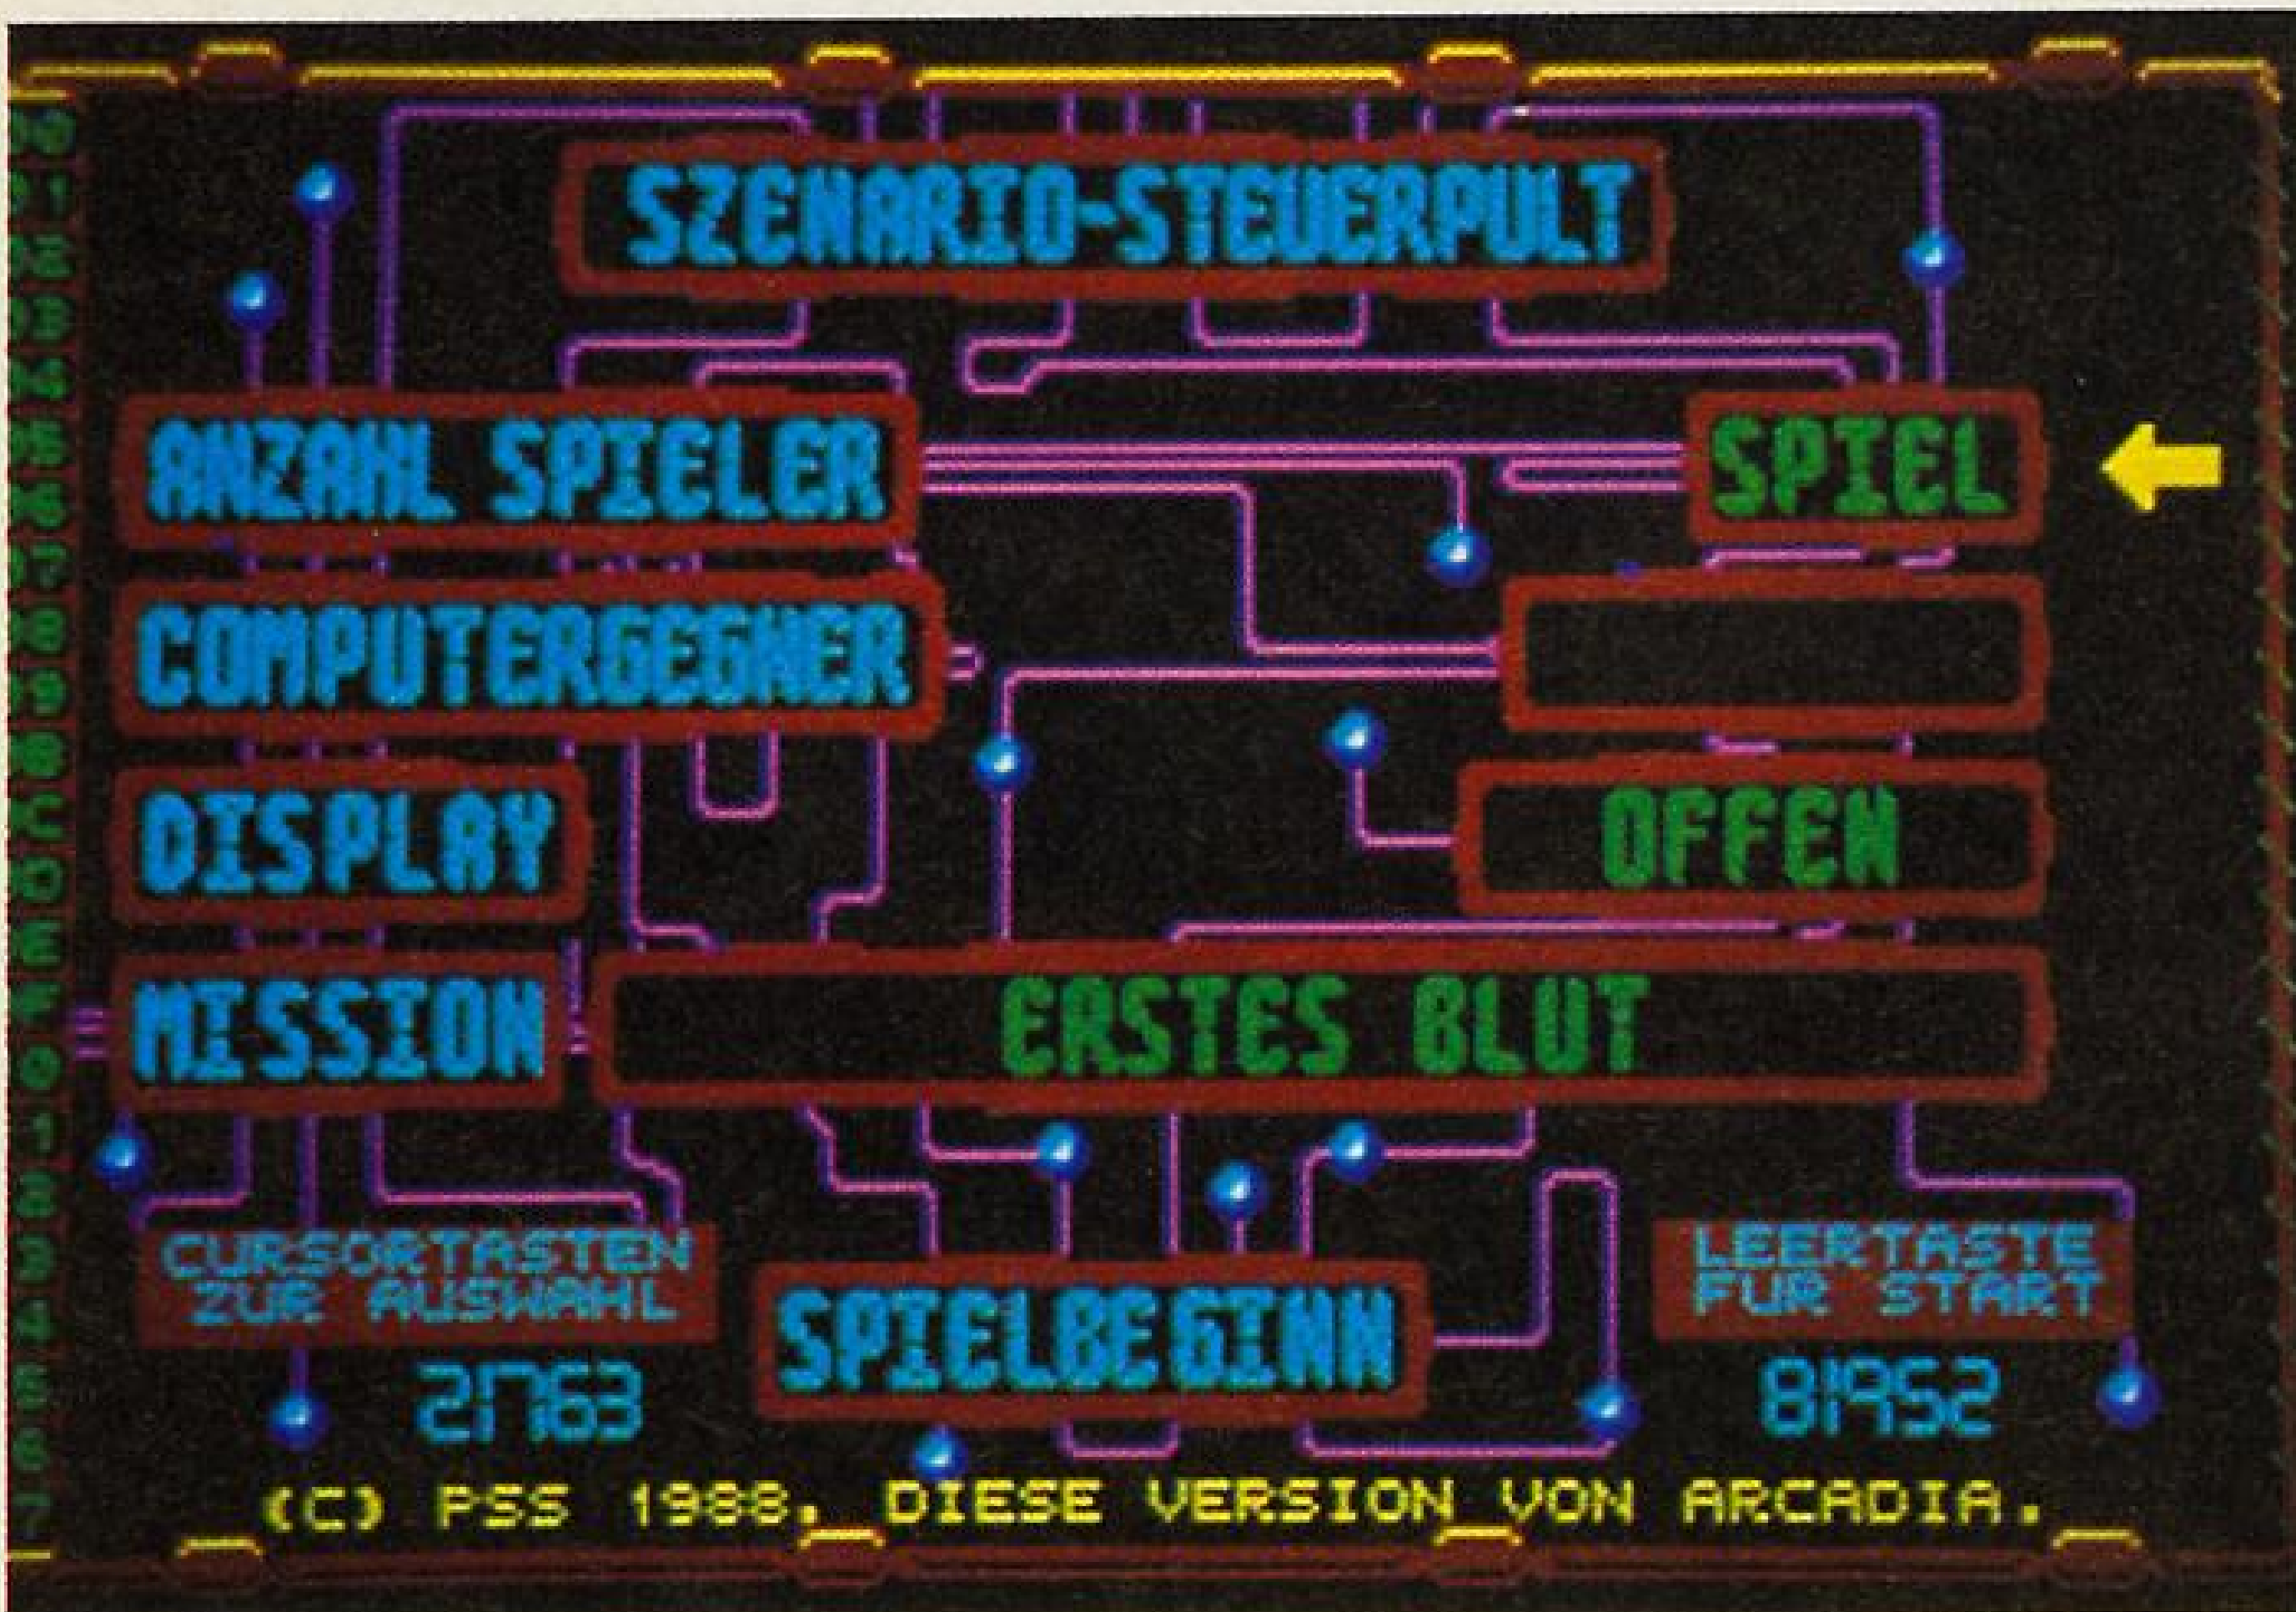 SZENARIO-STEUERPULT
ANZAHL SPIELER SPIEL
COMPUTERGEGNER
DISPLAY OFFEN
MISSION ERSTES BLUT
CURSORTASTEN
ZUR AUSWAHL
LEERTASTE
FUR START
SPIELBEGINN
21763
81952
(C) PSS 1988. DIESE VERSION VON ARCADIA.